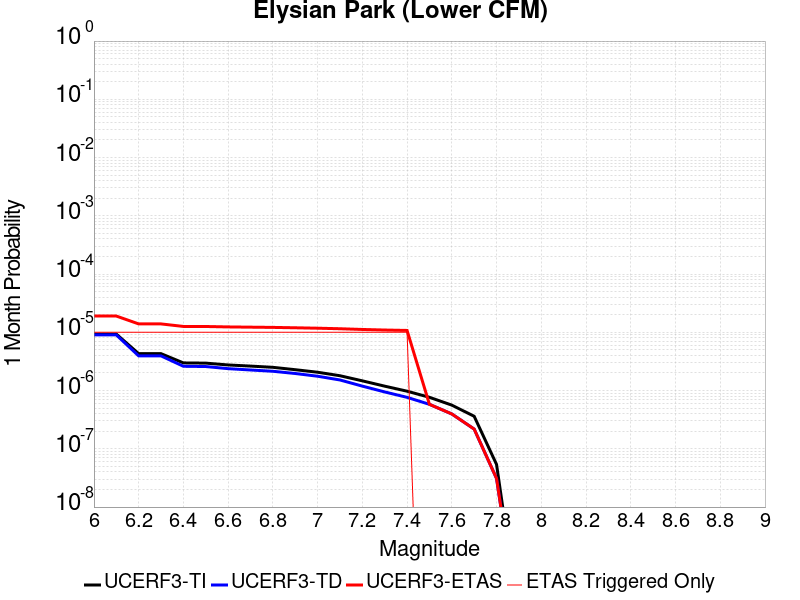 Elysian Park (Lower CFM)
10^0
10^-1
10^-2
10^-3
10^-4
10^-5
10^-6
10^-7
10^-8
1 Month Probability
6 6.2 6.4 6.6 6.8 7 7.2 7.4 7.6 7.8 8 8.2 8.4 8.6 8.8 9
Magnitude
UCERF3-TI UCERF3-TD UCERF3-ETAS ETAS Triggered Only